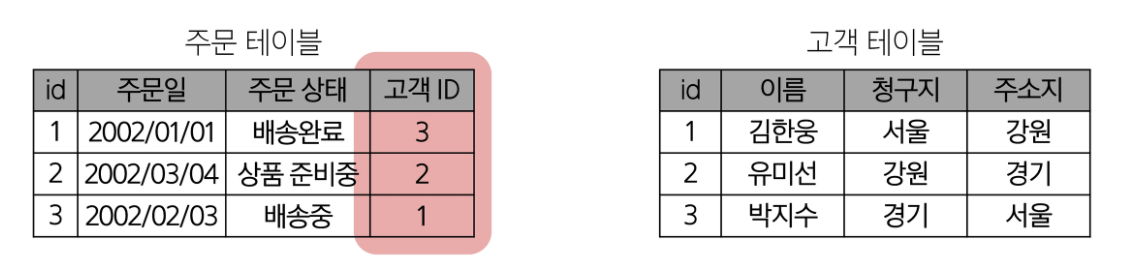 주문 테이블
id 주문일 주문 상태 고객 ID
1 2002/01/01 배송완료 3
2 2002/03/04 상품 준비중 2
3 2002/02/03 배송중 1
고객 테이블
id 이름 청구지 주소지
1 김한웅 서울 강원
2 유미선 강원 경기
3 박지수 경기 서울